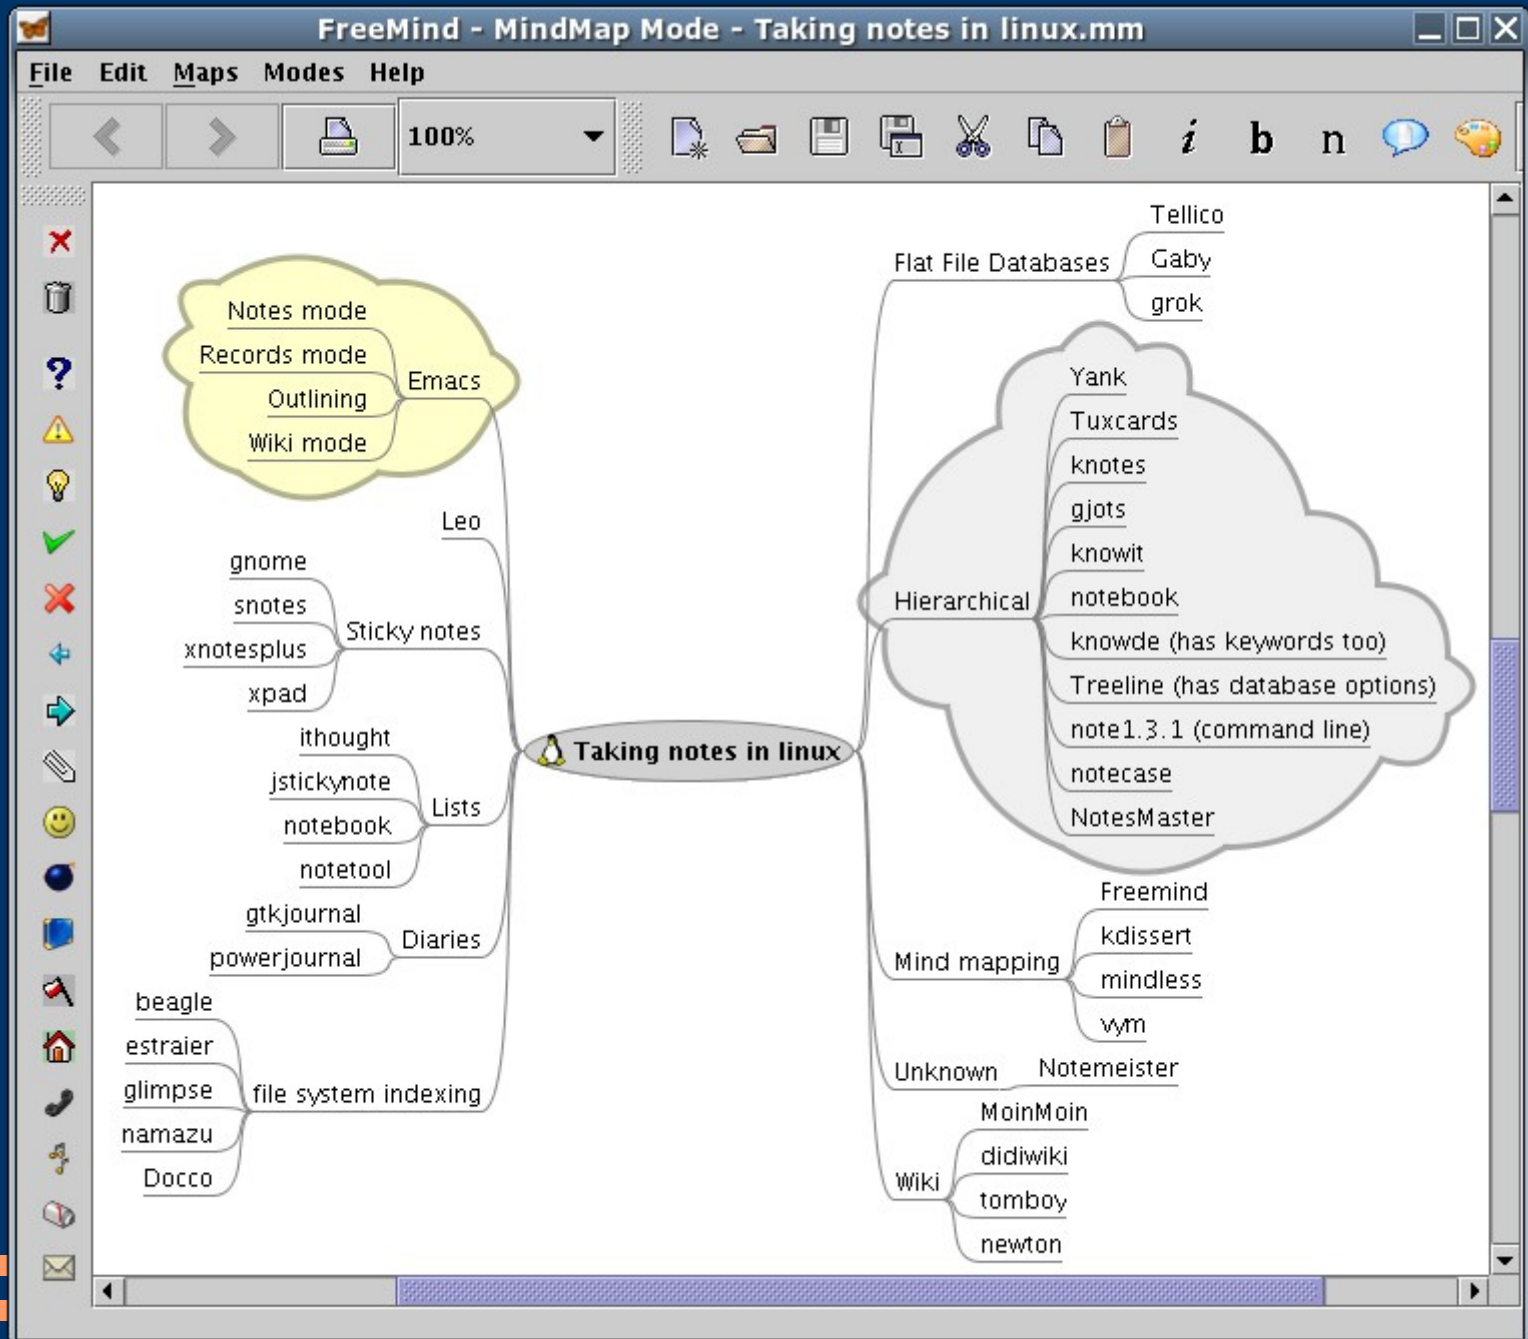 FreeMind - MindMap Mode - Taking notes in linux.mm
File Edit Maps Modes Help
100%
i b n
Notes mode
Records mode
Outlining
Wiki mode
Emacs
Leo
gnome
snotes
xnotesplus
xpad
Sticky notes
ithought
jstickynote
notebook
notetool
Lists
gtkjournal
powerjournal
Diaries
beagle
estraier
glimpse
namazu
Docco
file system indexing
Taking notes in linux
Flat File Databases
Tellico
Gaby
grok
Hierarchical
Yank
Tuxcards
knotes
gjots
knowit
notebook
knowde (has keywords too)
Treeline (has database options)
note1.3.1 (command line)
notecase
NotesMaster
Mind mapping
Freemind
kdissert
mindless
vym
Unknown
Notemeister
Wiki
MoinMoin
didiwiki
tomboy
newton